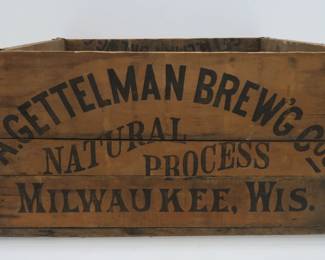 A. GETTELMAN BREW'G CO.
NATURAL
PROCESS
MILWAUKEE, WIS.